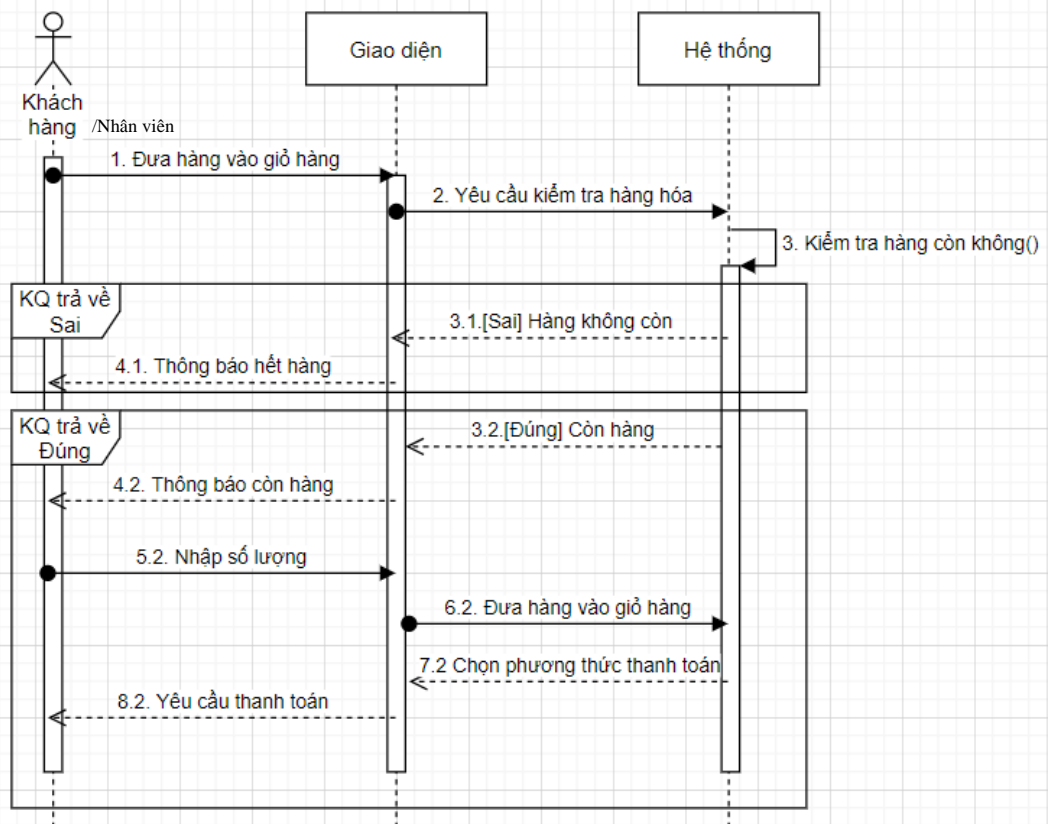 Giao diện
Hệ thống
Khách
hàng /Nhân viên
1. Đưa hàng vào giỏ hàng
2. Yêu cầu kiểm tra hàng hóa
3. Kiểm tra hàng còn không()
KQ trả về
Sai
3.1.[Sai] Hàng không còn
4.1. Thông báo hết hàng
KQ trả về
Đúng
3.2.[Đúng] Còn hàng
4.2. Thông báo còn hàng
5.2. Nhập số lượng
6.2. Đưa hàng vào giỏ hàng
7.2 Chọn phương thức thanh toán
8.2. Yêu cầu thanh toán